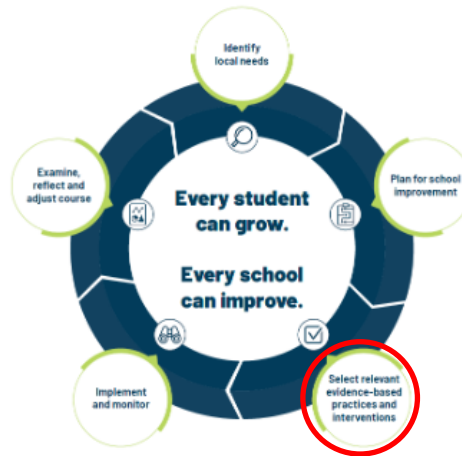 Identify
local needs
Examine,
reflect and
adjust course
Every student
can grow.
Every school
can improve.
Plan for school
improvement
Implement
and monitor
Select relevant
evidence-based
practices and
interventions